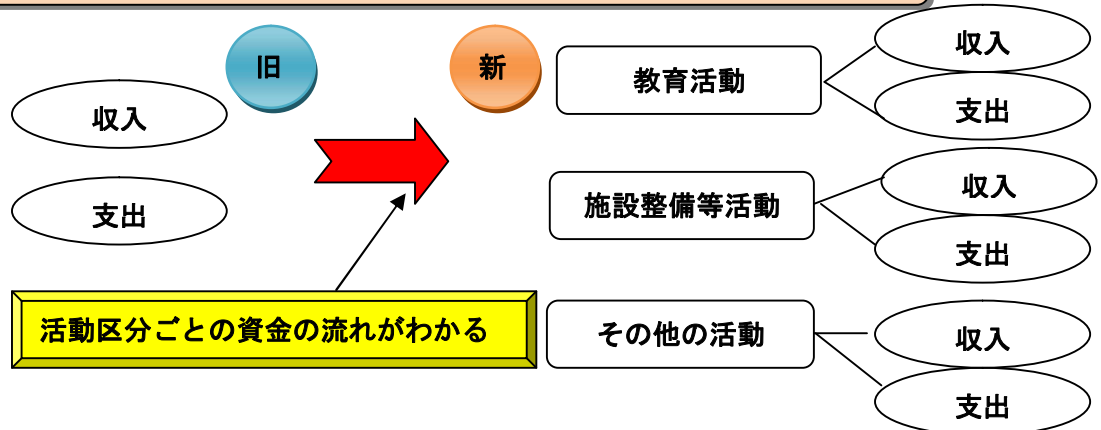 旧
収入
支出
活動区分ごとの資金の流れがわかる
新
教育活動
収入
支出
施設整備等活動
収入
支出
その他の活動
収入
支出